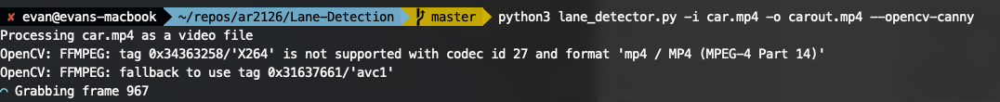 ✘ evan@evans-macbook ~/repos/ar2126/Lane-Detection master python3 lane_detector.py -i car.mp4 -o carout.mp4 --opencv-canny
Processing car.mp4 as a video file
OpenCV: FFMPEG: tag 0x34363258/'X264' is not supported with codec id 27 and format 'mp4 / MP4 (MPEG-4 Part 14)'
OpenCV: FFMPEG: fallback to use tag 0x31637661/'avc1'
Grabbing frame 967